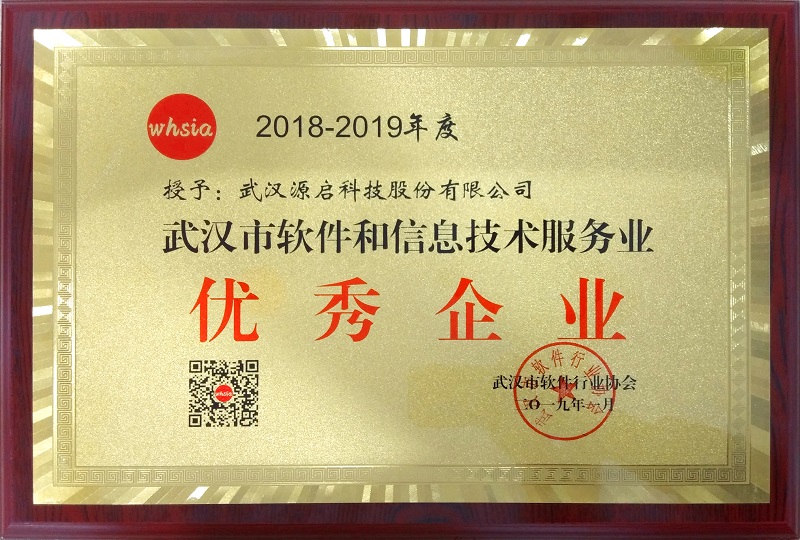 whsia
2018-2019年度
授予：武汉源启科技股份有限公司
武汉市软件和信息技术服务业
优秀企业
whsia
武汉市软件行业协会
二〇一九年一月